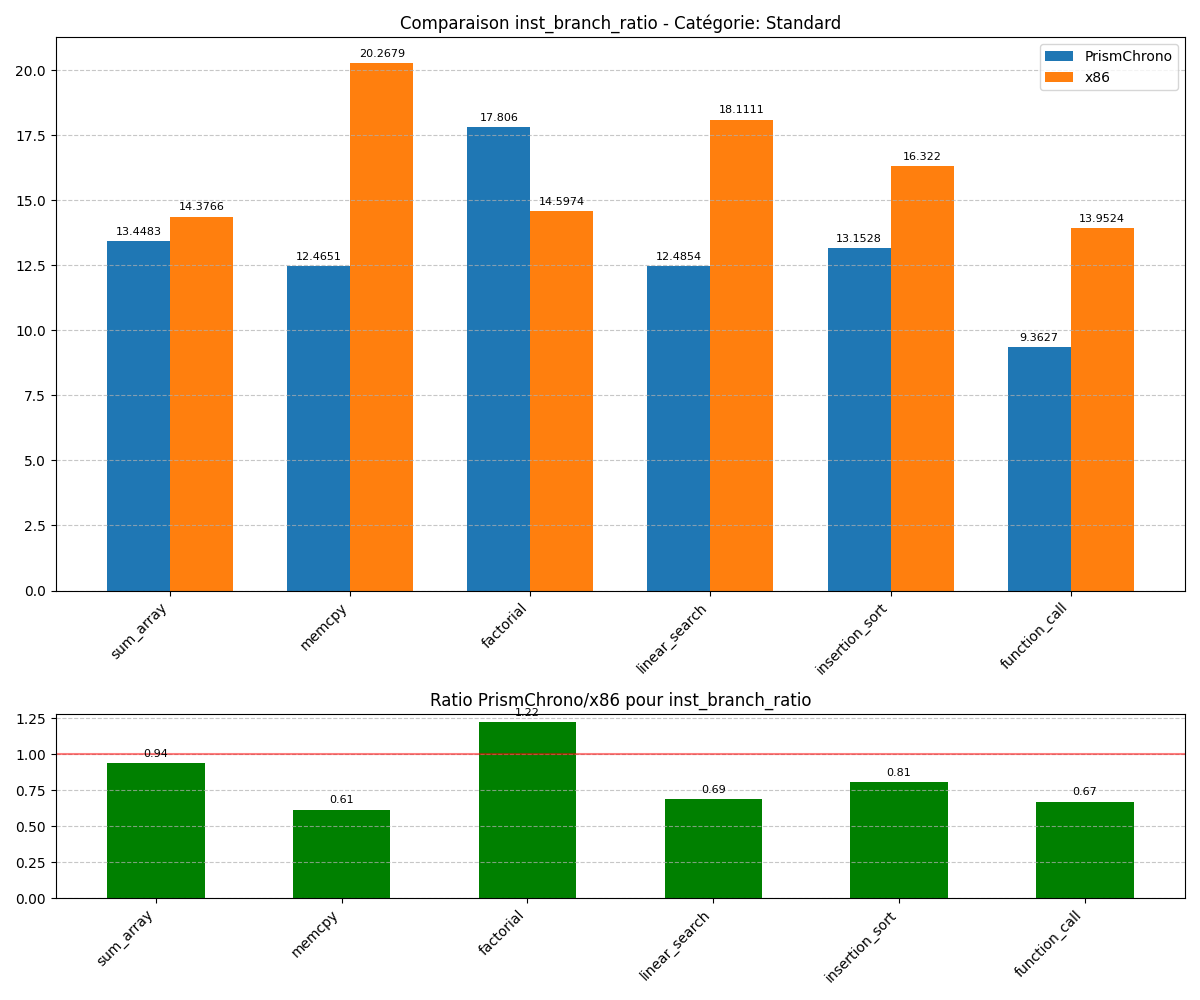 Comparaison inst_branch_ratio - Catégorie: Standard
PrismChrono
x86
20.0
17.5
15.0
12.5
10.0
7.5
5.0
2.5
0.0
13.4483
14.3766
12.4651
20.2679
17.806
14.5974
12.4854
18.1111
13.1528
16.322
9.3627
13.9524
sum_array
memcpy
factorial
linear_search
insertion_sort
function_call
Ratio PrismChrono/x86 pour inst_branch_ratio
1.25
1.00
0.75
0.50
0.25
0.00
0.94
0.61
1.22
0.69
0.81
0.67
sum_array
memcpy
factorial
linear_search
insertion_sort
function_call